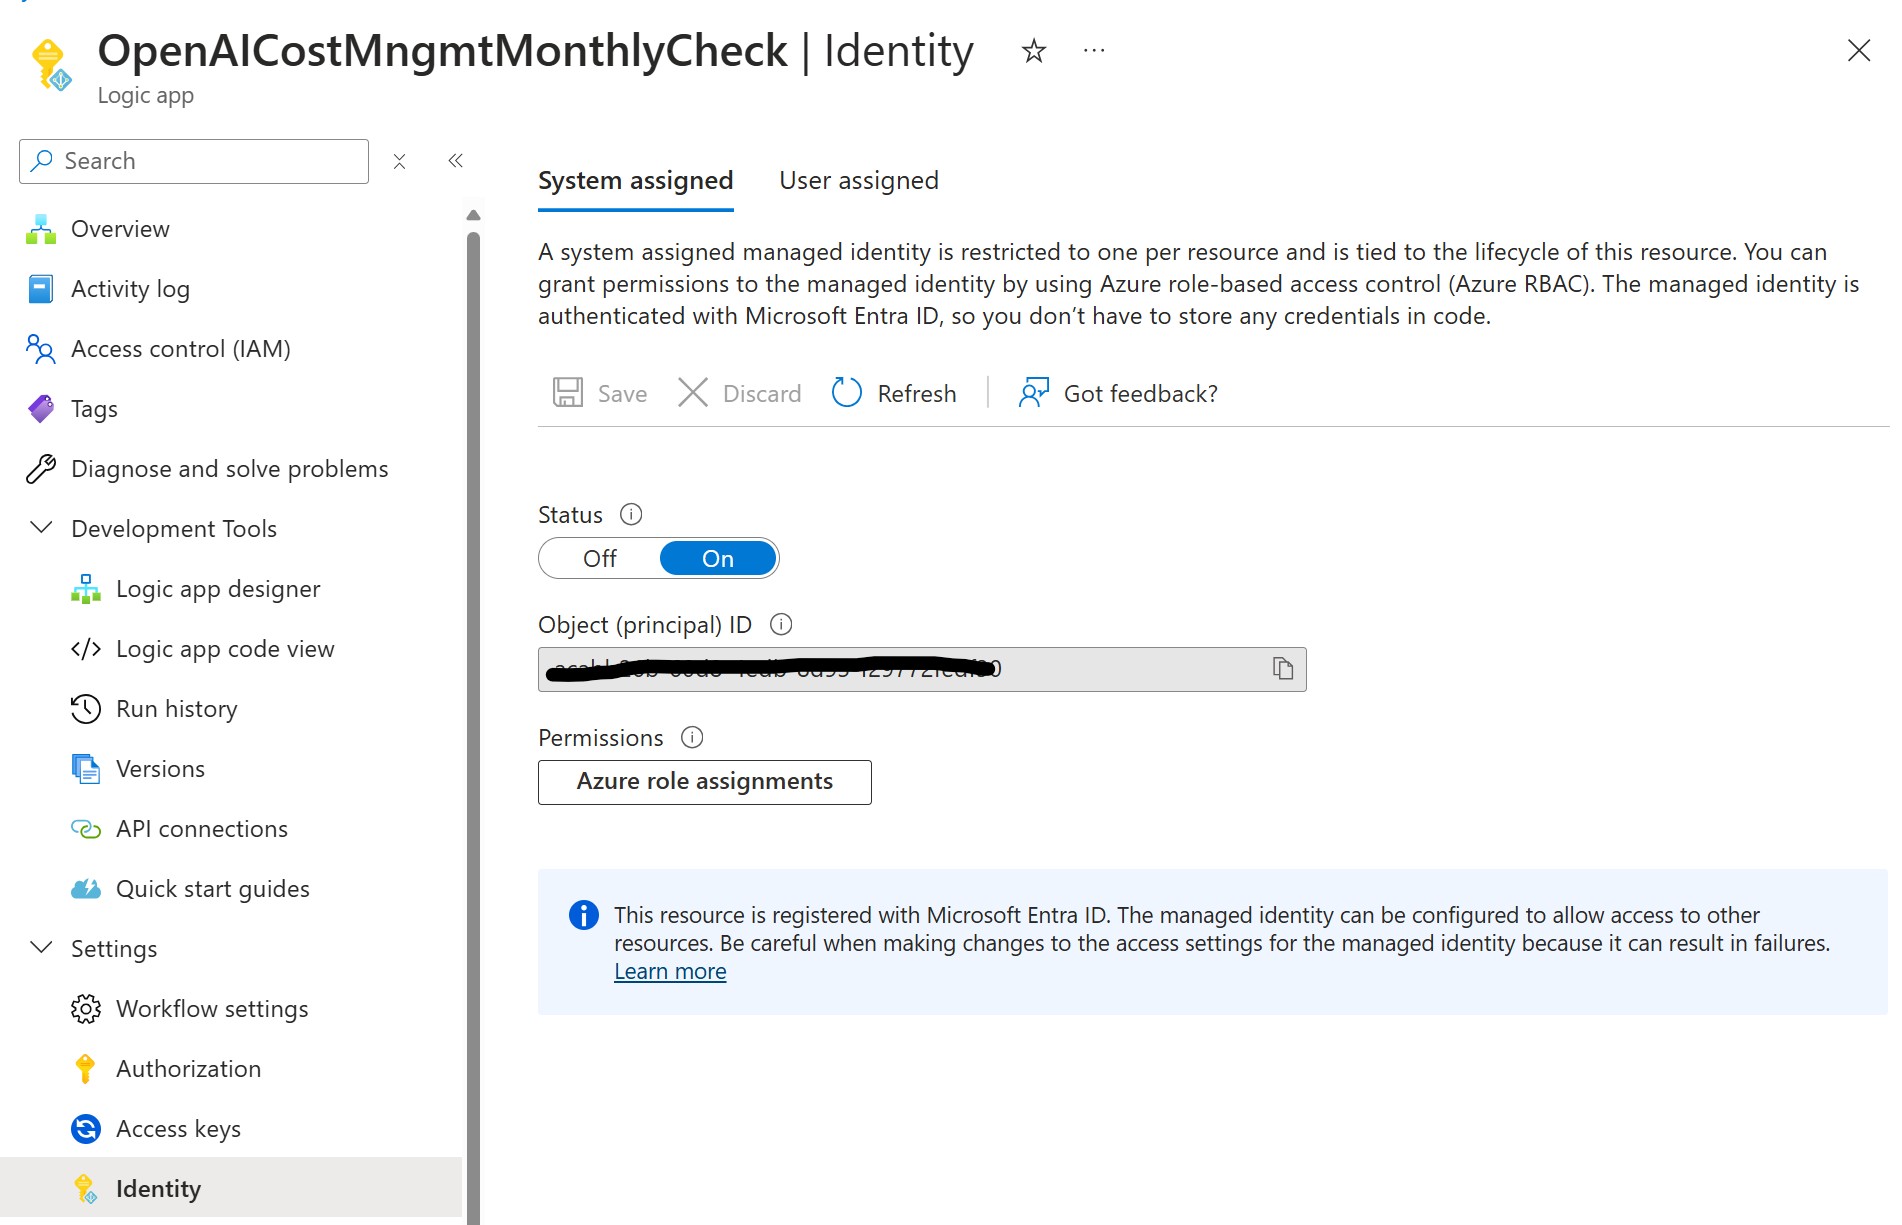 OpenAICostMngmtMonthlyCheck | Identity
Logic app
Search
Overview
Activity log
Access control (IAM)
Tags
Diagnose and solve problems
Development Tools
Logic app designer
Logic app code view
Run history
Versions
API connections
Quick start guides
Settings
Workflow settings
Authorization
Access keys
Identity
System assigned
User assigned
A system assigned managed identity is restricted to one per resource and is tied to the lifecycle of this resource. You can
grant permissions to the managed identity by using Azure role-based access control (Azure RBAC). The managed identity is
authenticated with Microsoft Entra ID, so you don’t have to store any credentials in code.
Save
Discard
Refresh
Got feedback?
Status
Off
On
Object (principal) ID
Permissions
Azure role assignments
This resource is registered with Microsoft Entra ID. The managed identity can be configured to allow access to other
resources. Be careful when making changes to the access settings for the managed identity because it can result in failures.
Learn more